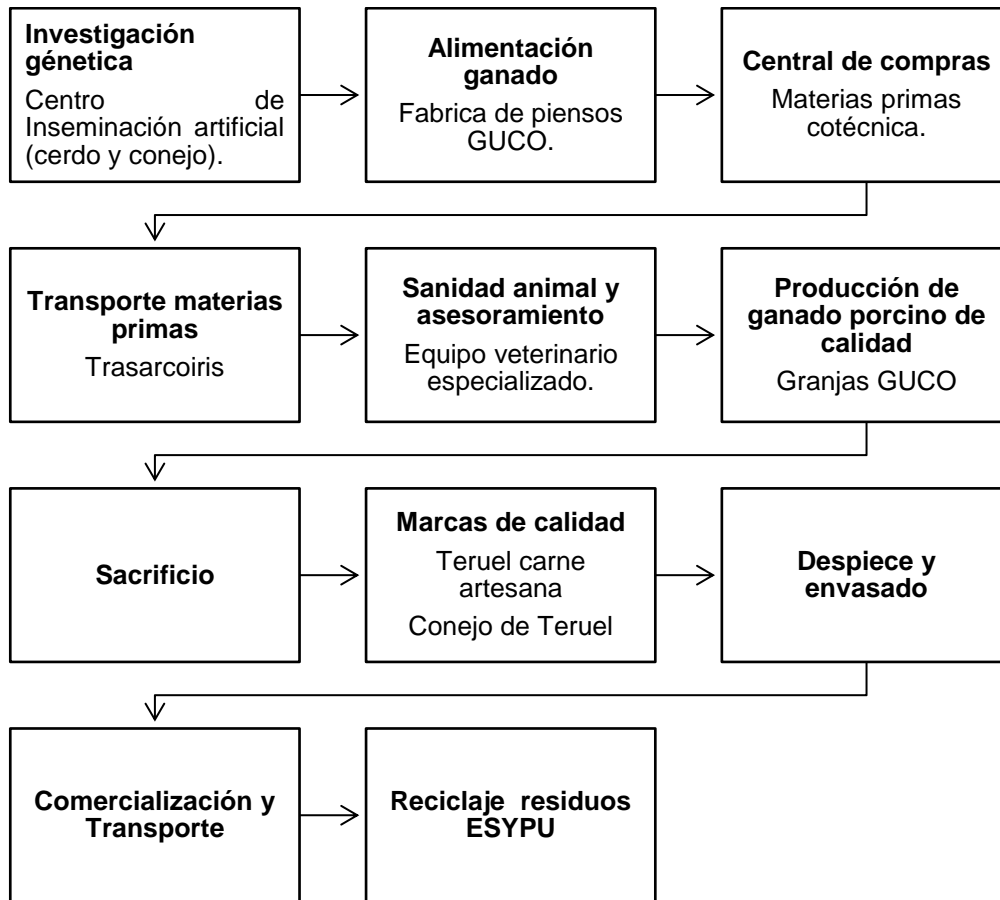 Investigación
génetica
Centro de
Inseminación artificial
(cerdo y conejo).
Alimentación
ganado
Fabrica de piensos
GUCO.
Central de compras
Materias primas
cotécnica.
Transporte materias
primas
Trasarcoiris
Sanidad animal y
asesoramiento
Equipo veterinario
especializado.
Producción de
ganado porcino de
calidad
Granjas GUCO
Sacrificio
Marcas de calidad
Teruel carne
artesana
Conejo de Teruel
Despiece y
envasado
Comercialización y
Transporte
Reciclaje residuos
ESYPU